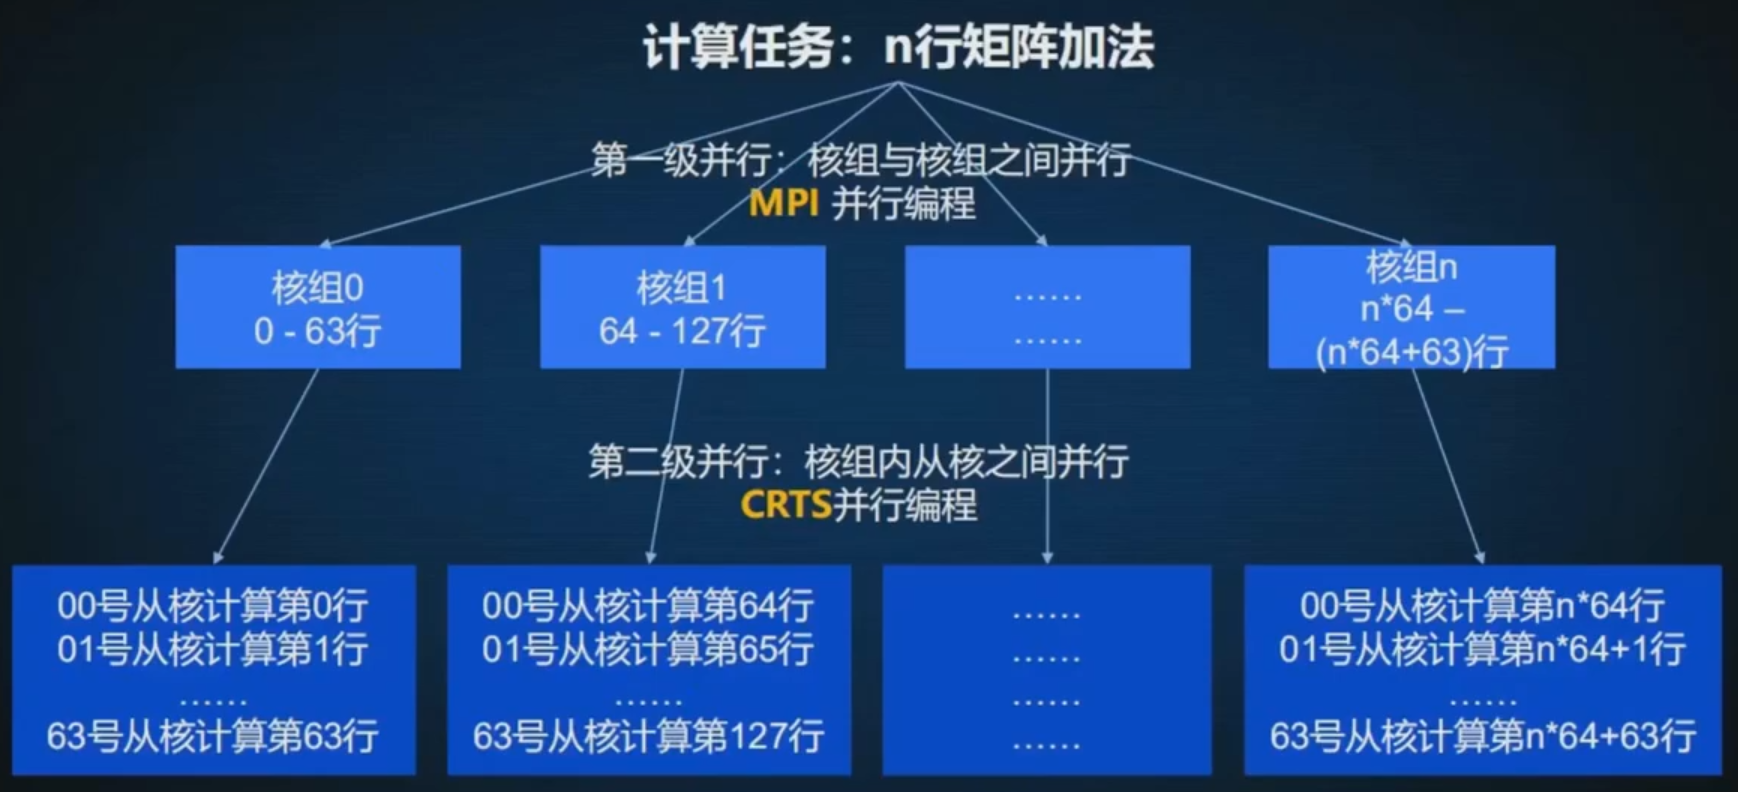 计算任务：n行矩阵加法
第一级并行：核组与核组之间并行
MPI 并行编程
核组0
0 - 63行
核组1
64 - 127行
……
……
核组n
n*64 –
(n*64+63)行
第二级并行：核组内从核之间并行
CRTS并行编程
00号从核计算第0行
01号从核计算第1行
……
63号从核计算第63行
00号从核计算第64行
01号从核计算第65行
……
63号从核计算第127行
……
……
……
……
00号从核计算第n*64行
01号从核计算第n*64+1行
……
63号从核计算第n*64+63行